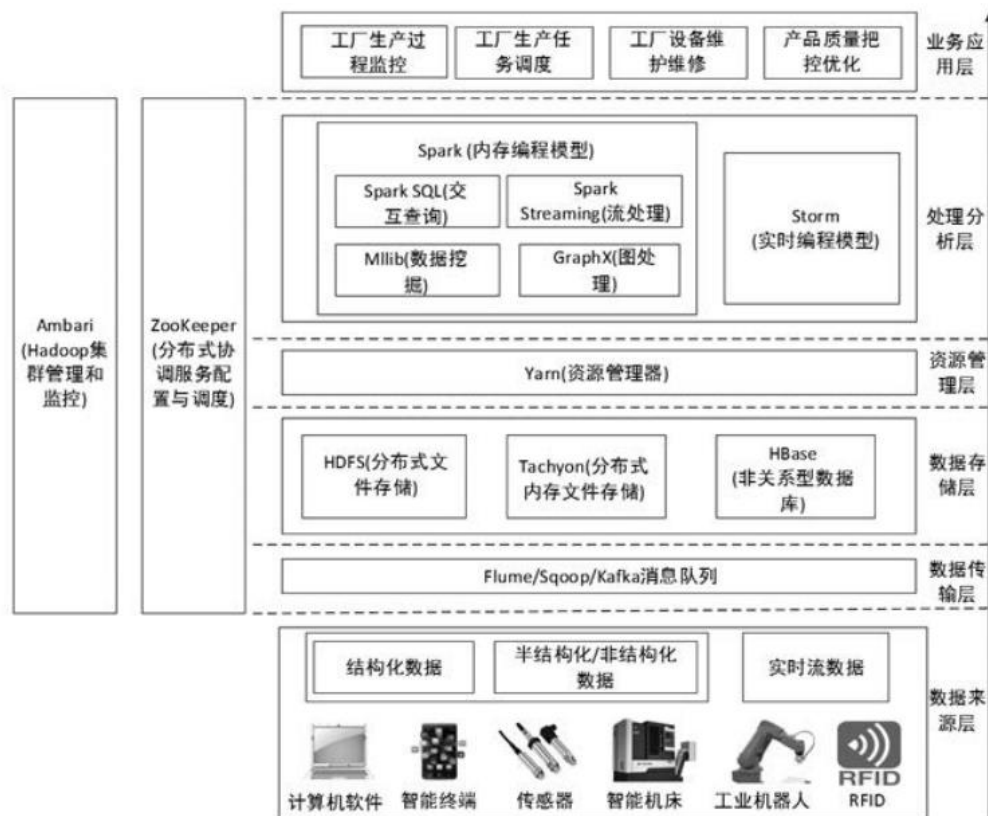 工厂生产过
程监控
工厂生产任
务调度
工厂设备维
护维修
产品质量把
控优化
业务应
用层
Spark (内存编程模型)
Spark SQL(交
互查询)
Spark
Streaming(流处理)
Mllib(数据挖
掘)
GraphX(图处
理)
Storm
(实时编程模型)
处理分
析层
Ambari
(Hadoop集
群管理和
监控)
ZooKeeper
(分布式协
调服务配
置与调度)
Yarn(资源管理器)
资源管
理层
HDFS(分布式文
件存储)
Tachyon(分布式
内存文件存储)
HBase
(非关系型数据
库)
数据存
储层
Flume/Sqoop/Kafka消息队列
数据传
输层
结构化数据
半结构化/非结构化
数据
实时流数据
数据来
源层
RFID
计算机软件
智能终端
传感器
智能机床
工业机器人
RFID